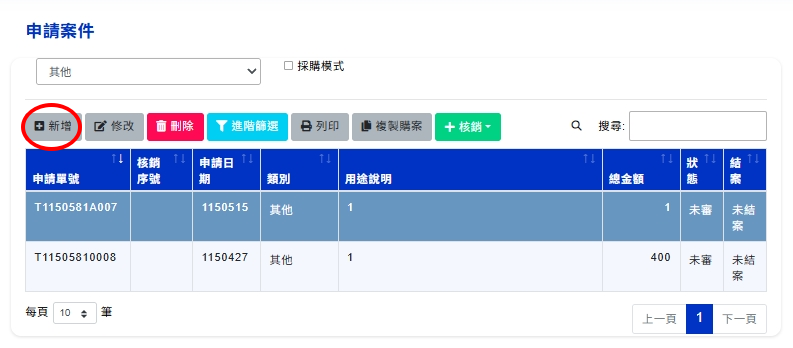 申請案件
其他
採購模式
新增 修改 刪除 進階篩選 列印 複製購案 核銷 搜尋:
申請單號 核銷序號 申請日期 類別 用途說明 總金額 狀態 結案
T1150581A007 1150515 其他 1 1 未審 未結案
T11505810008 1150427 其他 1 400 未審 未結案
每頁 10 筆
上一頁 1 下一頁